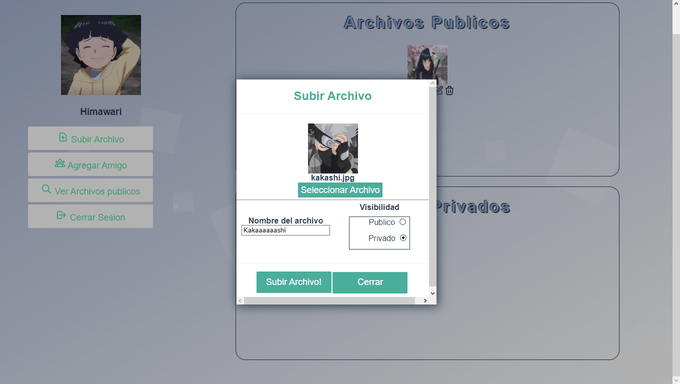 Archivos Publicos
Himawari
Subir Archivo
Agregar Amigo
Ver Archivos publicos
Cerrar Sesion
Privados
Subir Archivo
kakashi.jpg
Seleccionar Archivo
Visibilidad
Nombre del archivo
Kakaaaaaashi
Publico
Privado
Subir Archivo!
Cerrar